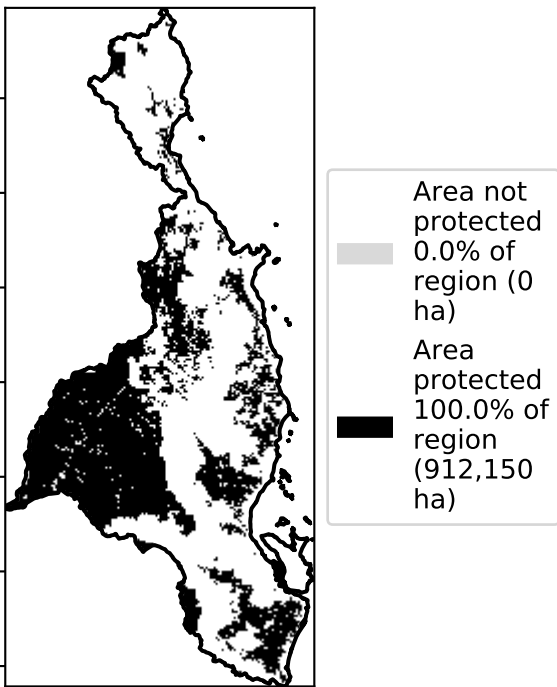 Area not
protected
0.0% of
region (0
ha)
Area
protected
100.0% of
region
(912,150
ha)